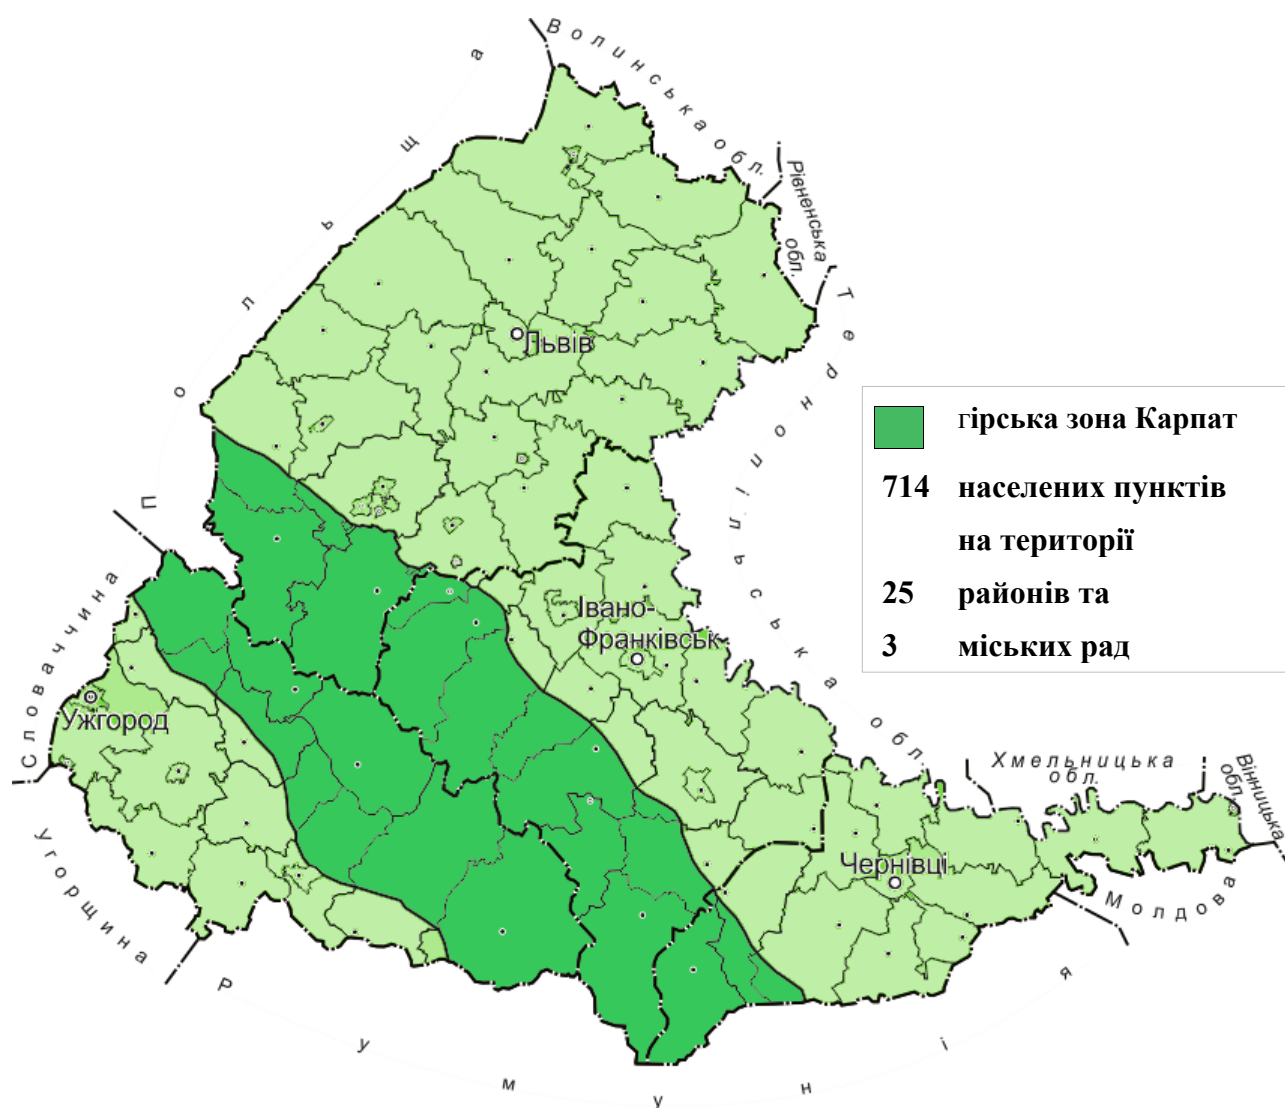 Волинська обл.
Рівненська
обл.
Тернопільська обл.
Польща
Львів
гірська зона Карпат
714 населених пунктів
на території
25 районів та
3 міських рад
Івано-
Франківськ
Словаччина
Ужгород
Хмельницька
обл.
Вінницька
обл.
Чернівці
Молдова
Угорщина
Румунія